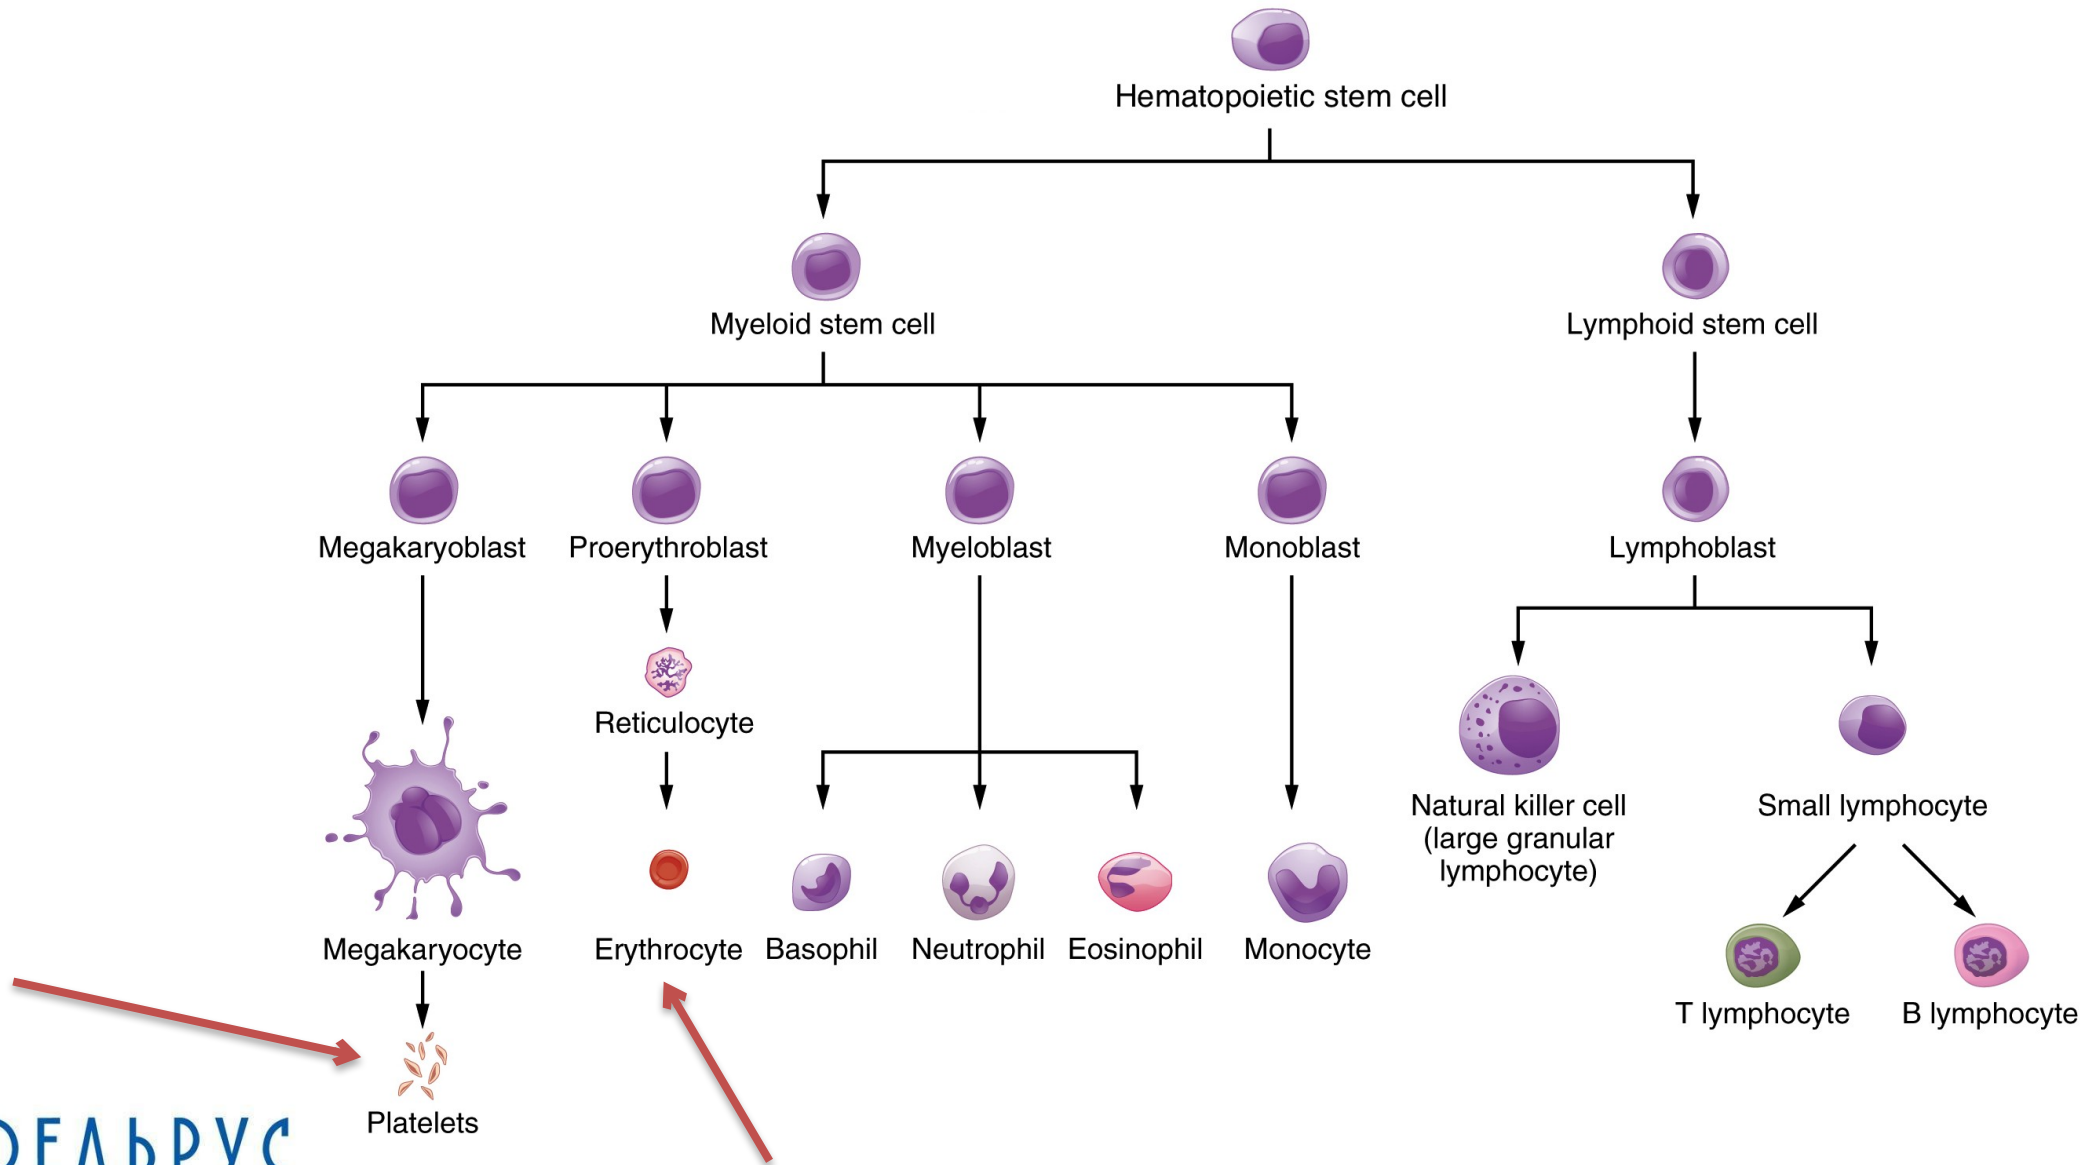 Hematopoietic stem cell
Myeloid stem cell
Lymphoid stem cell
Megakaryoblast
Proerythroblast
Myeloblast
Monoblast
Lymphoblast
Reticulocyte
Natural killer cell
(large granular
lymphocyte)
Small lymphocyte
Megakaryocyte
Erythrocyte
Basophil
Neutrophil
Eosinophil
Monocyte
T lymphocyte
B lymphocyte
Platelets